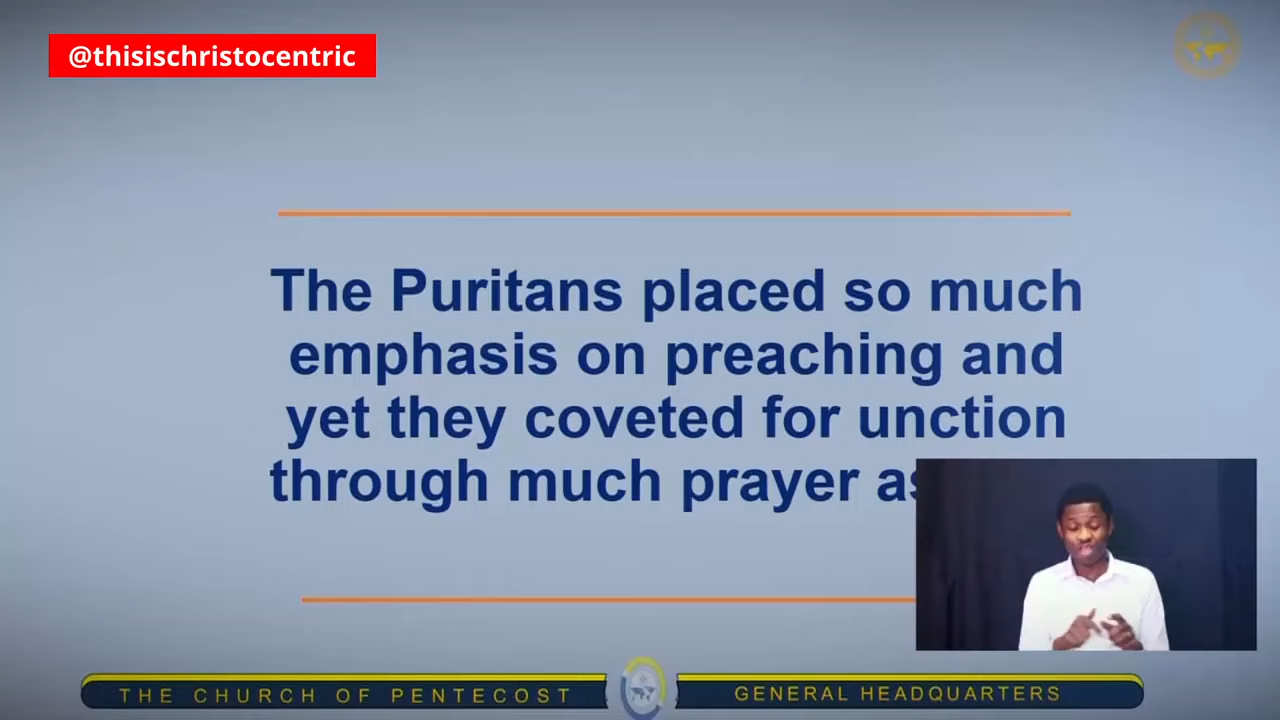 @thisischristocentric
The Puritans placed so much
emphasis on preaching and
yet they coveted for unction
through much prayer as
THE CHURCH OF PENTECOST
GENERAL HEADQUARTERS